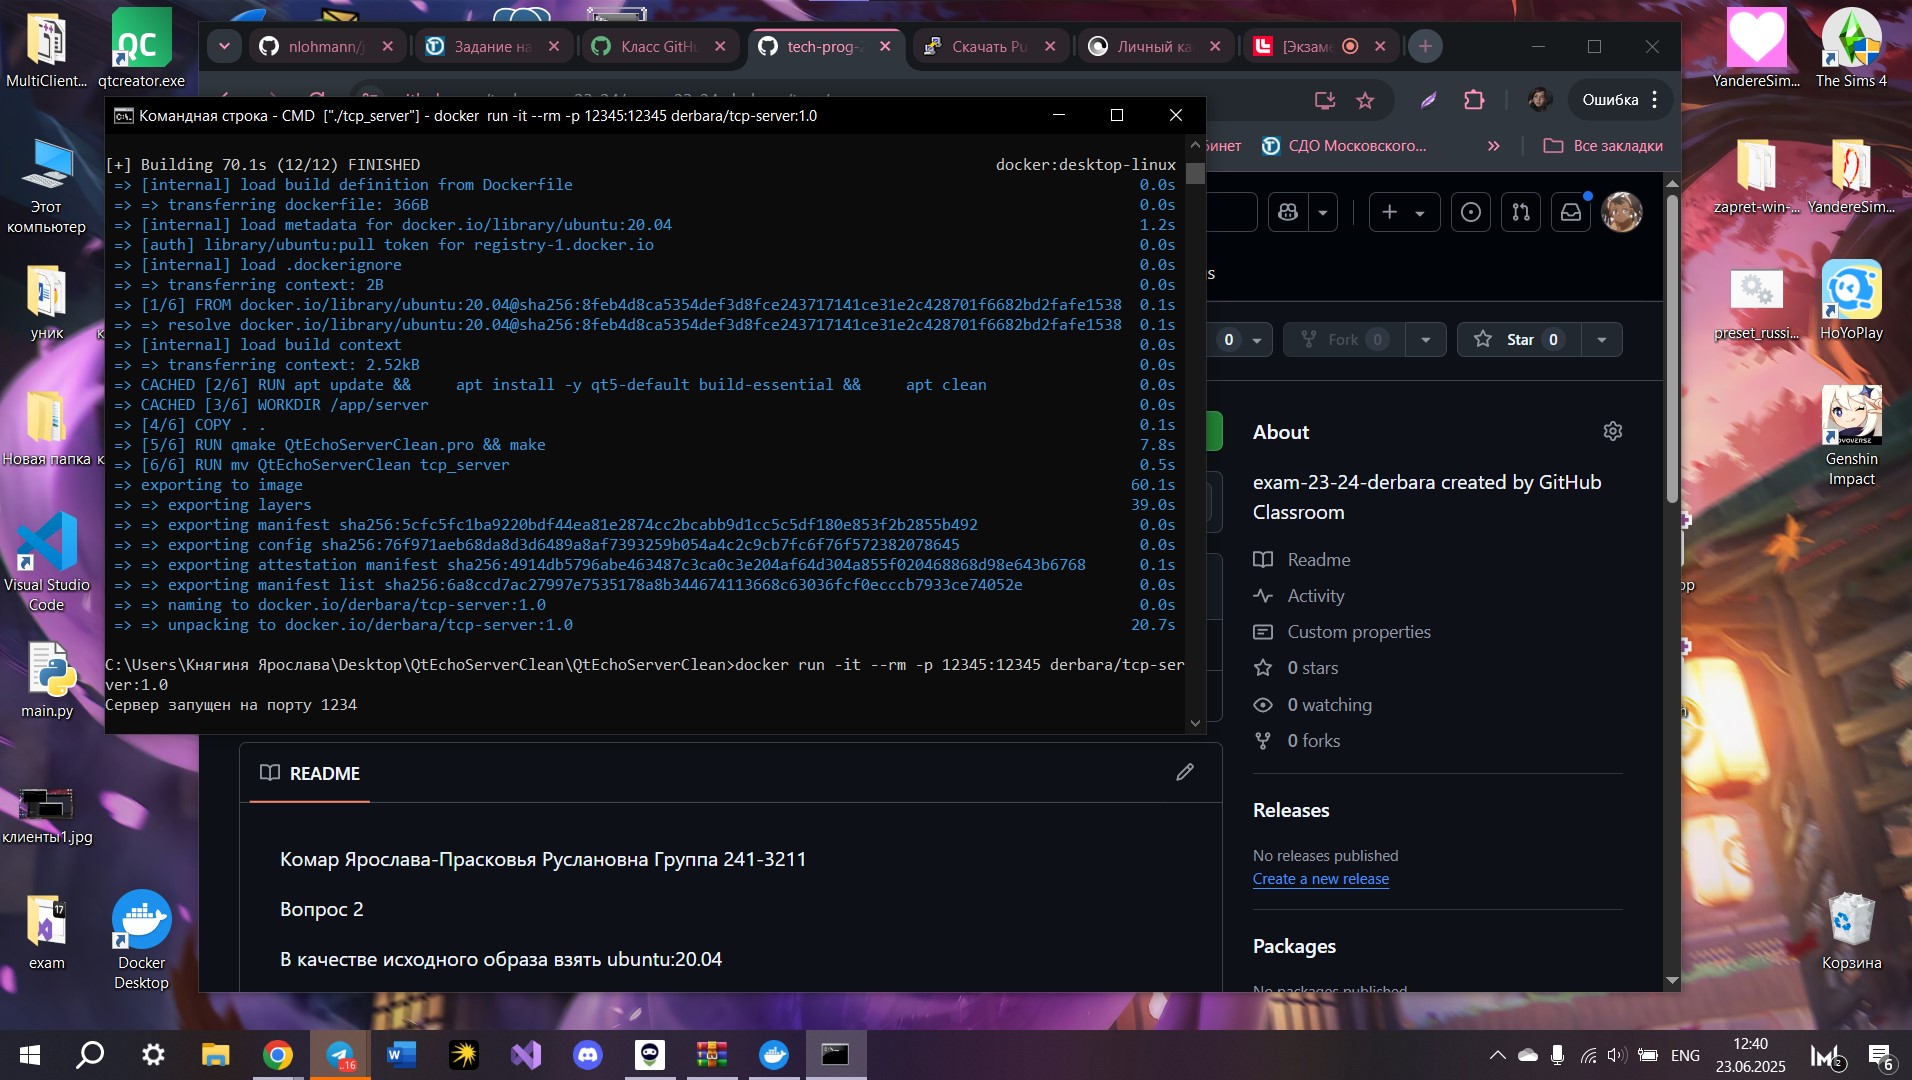 MultiClient...
qtcreator.exe
nlohmann/j
Задание на
Класс GitHu
tech-prog-2
Скачать Pu
Личный ка
[Экзам
YandereSim...
The Sims 4
Ошибка
Командная строка - CMD ["./tcp_server"] - docker run -it --rm -p 12345:12345 derbara/tcp-server:1.0
бинет
СДО Московского...
Все закладки
[+] Building 70.1s (12/12) FINISHED docker:desktop-linux
=> [internal] load build definition from Dockerfile 0.0s
=> => transferring dockerfile: 366B 0.0s
=> [internal] load metadata for docker.io/library/ubuntu:20.04 1.2s
=> [auth] library/ubuntu:pull token for registry-1.docker.io 0.0s
=> [internal] load .dockerignore 0.0s
=> => transferring context: 2B 0.0s
=> [1/6] FROM docker.io/library/ubuntu:20.04@sha256:8feb4d8ca5354def3d8fce243717141ce31e2c428701f6682bd2fafe1538 0.1s
=> => resolve docker.io/library/ubuntu:20.04@sha256:8feb4d8ca5354def3d8fce243717141ce31e2c428701f6682bd2fafe1538 0.1s
=> [internal] load build context 0.0s
=> => transferring context: 2.52kB 0.0s
=> CACHED [2/6] RUN apt update && apt install -y qt5-default build-essential && apt clean 0.0s
=> CACHED [3/6] WORKDIR /app/server 0.0s
=> [4/6] COPY . . 0.1s
=> [5/6] RUN qmake QtEchoServerClean.pro && make 7.8s
=> [6/6] RUN mv QtEchoServerClean tcp_server 0.5s
=> exporting to image 60.1s
=> => exporting layers 39.0s
=> => exporting manifest sha256:5cfc5fc1ba9220bdf44ea81e2874cc2bcabb9d1cc5c5df180e853f2b2855b492 0.0s
=> => exporting config sha256:76f971aeb68da8d3d6489a8af7393259b054a4c2c9cb7fc6f76f572382078645 0.0s
=> => exporting attestation manifest sha256:4914db5796abe463487c3ca0c3e204af64d304a855f020468868d98e643b6768 0.1s
=> => exporting manifest list sha256:6a8ccd7ac27997e7535178a8b344674113668c63036fcf0ecccb7933ce74052e 0.0s
=> => naming to docker.io/derbara/tcp-server:1.0 0.0s
=> => unpacking to docker.io/derbara/tcp-server:1.0 20.7s
C:\Users\Княгиня Ярослава\Desktop\QtEchoServerClean\QtEchoServerClean>docker run -it --rm -p 12345:12345 derbara/tcp-ser
ver:1.0
Сервер запущен на порту 1234
Этот
компьютер
уник
Новая папка
Visual Studio
Code
main.py
клиенты1.jpg
exam
Docker
Desktop
s
0
Fork 0
Star 0
About
exam-23-24-derbara created by GitHub
Classroom
Readme
Activity
Custom properties
0 stars
0 watching
0 forks
Releases
No releases published
Create a new release
Packages
No packages published
README
Комар Ярослава-Прасковья Руслановна Группа 241-3211
Вопрос 2
В качестве исходного образа взять ubuntu:20.04
zapret-win-...
YandereSim...
preset_russi...
HoYoPlay
Genshin
Impact
Корзина
..16
ENG
12:40
23.06.2025
2
6